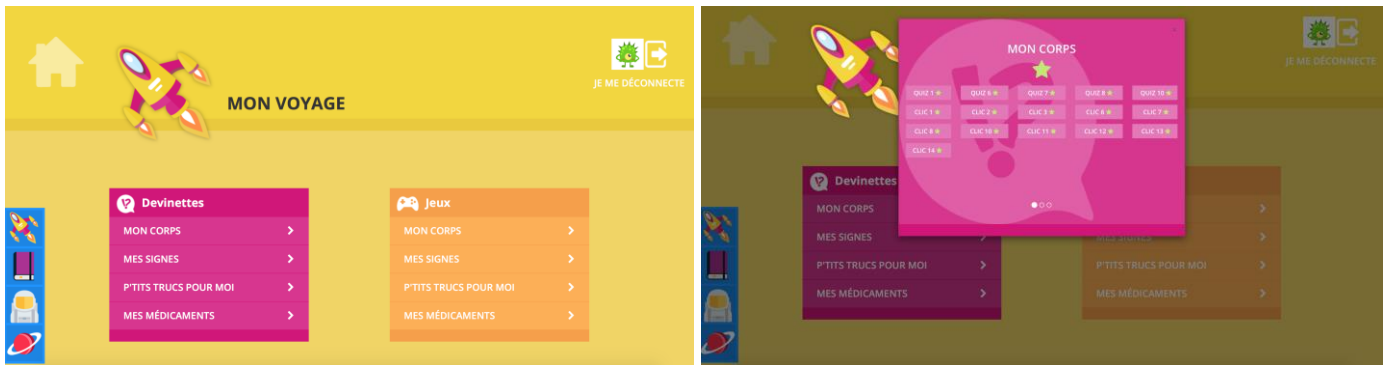 JE ME DÉCONNECTE
MON VOYAGE
Devinettes
MON CORPS
MES SIGNES
P'TITS TRUCS POUR MOI
MES MÉDICAMENTS
Jeux
MON CORPS
MES SIGNES
P'TITS TRUCS POUR MOI
MES MÉDICAMENTS
JE ME DÉCONNECTE
MON CORPS
QUIZ 1 QUIZ 6 QUIZ 7 QUIZ 8 QUIZ 10
CLIC 1 CLIC 2 CLIC 3 CLIC 6 CLIC 7
CLIC 8 CLIC 10 CLIC 11 CLIC 12 CLIC 13
CLIC 14
Devinettes
MON CORPS
MES SIGNES
P'TITS TRUCS POUR MOI
MES MÉDICAMENTS
MES SIGNES
P'TITS TRUCS POUR MOI
MES MÉDICAMENTS